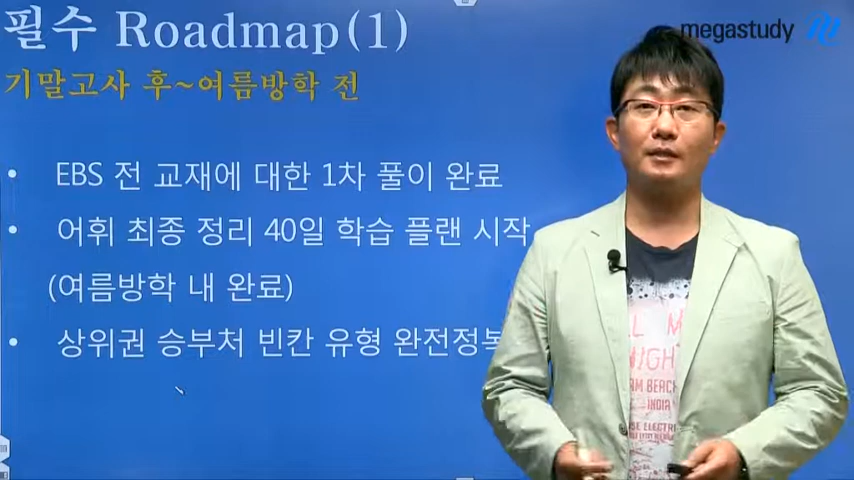 필수 Roadmap(1)
megastudy
기말고사 후~여름방학 전
• EBS 전 교재에 대한 1차 풀이 완료
• 어휘 최종 정리 40일 학습 플랜 시작
(여름방학 내 완료)
• 상위권 승부처 빈칸 유형 완전정복
INDIA